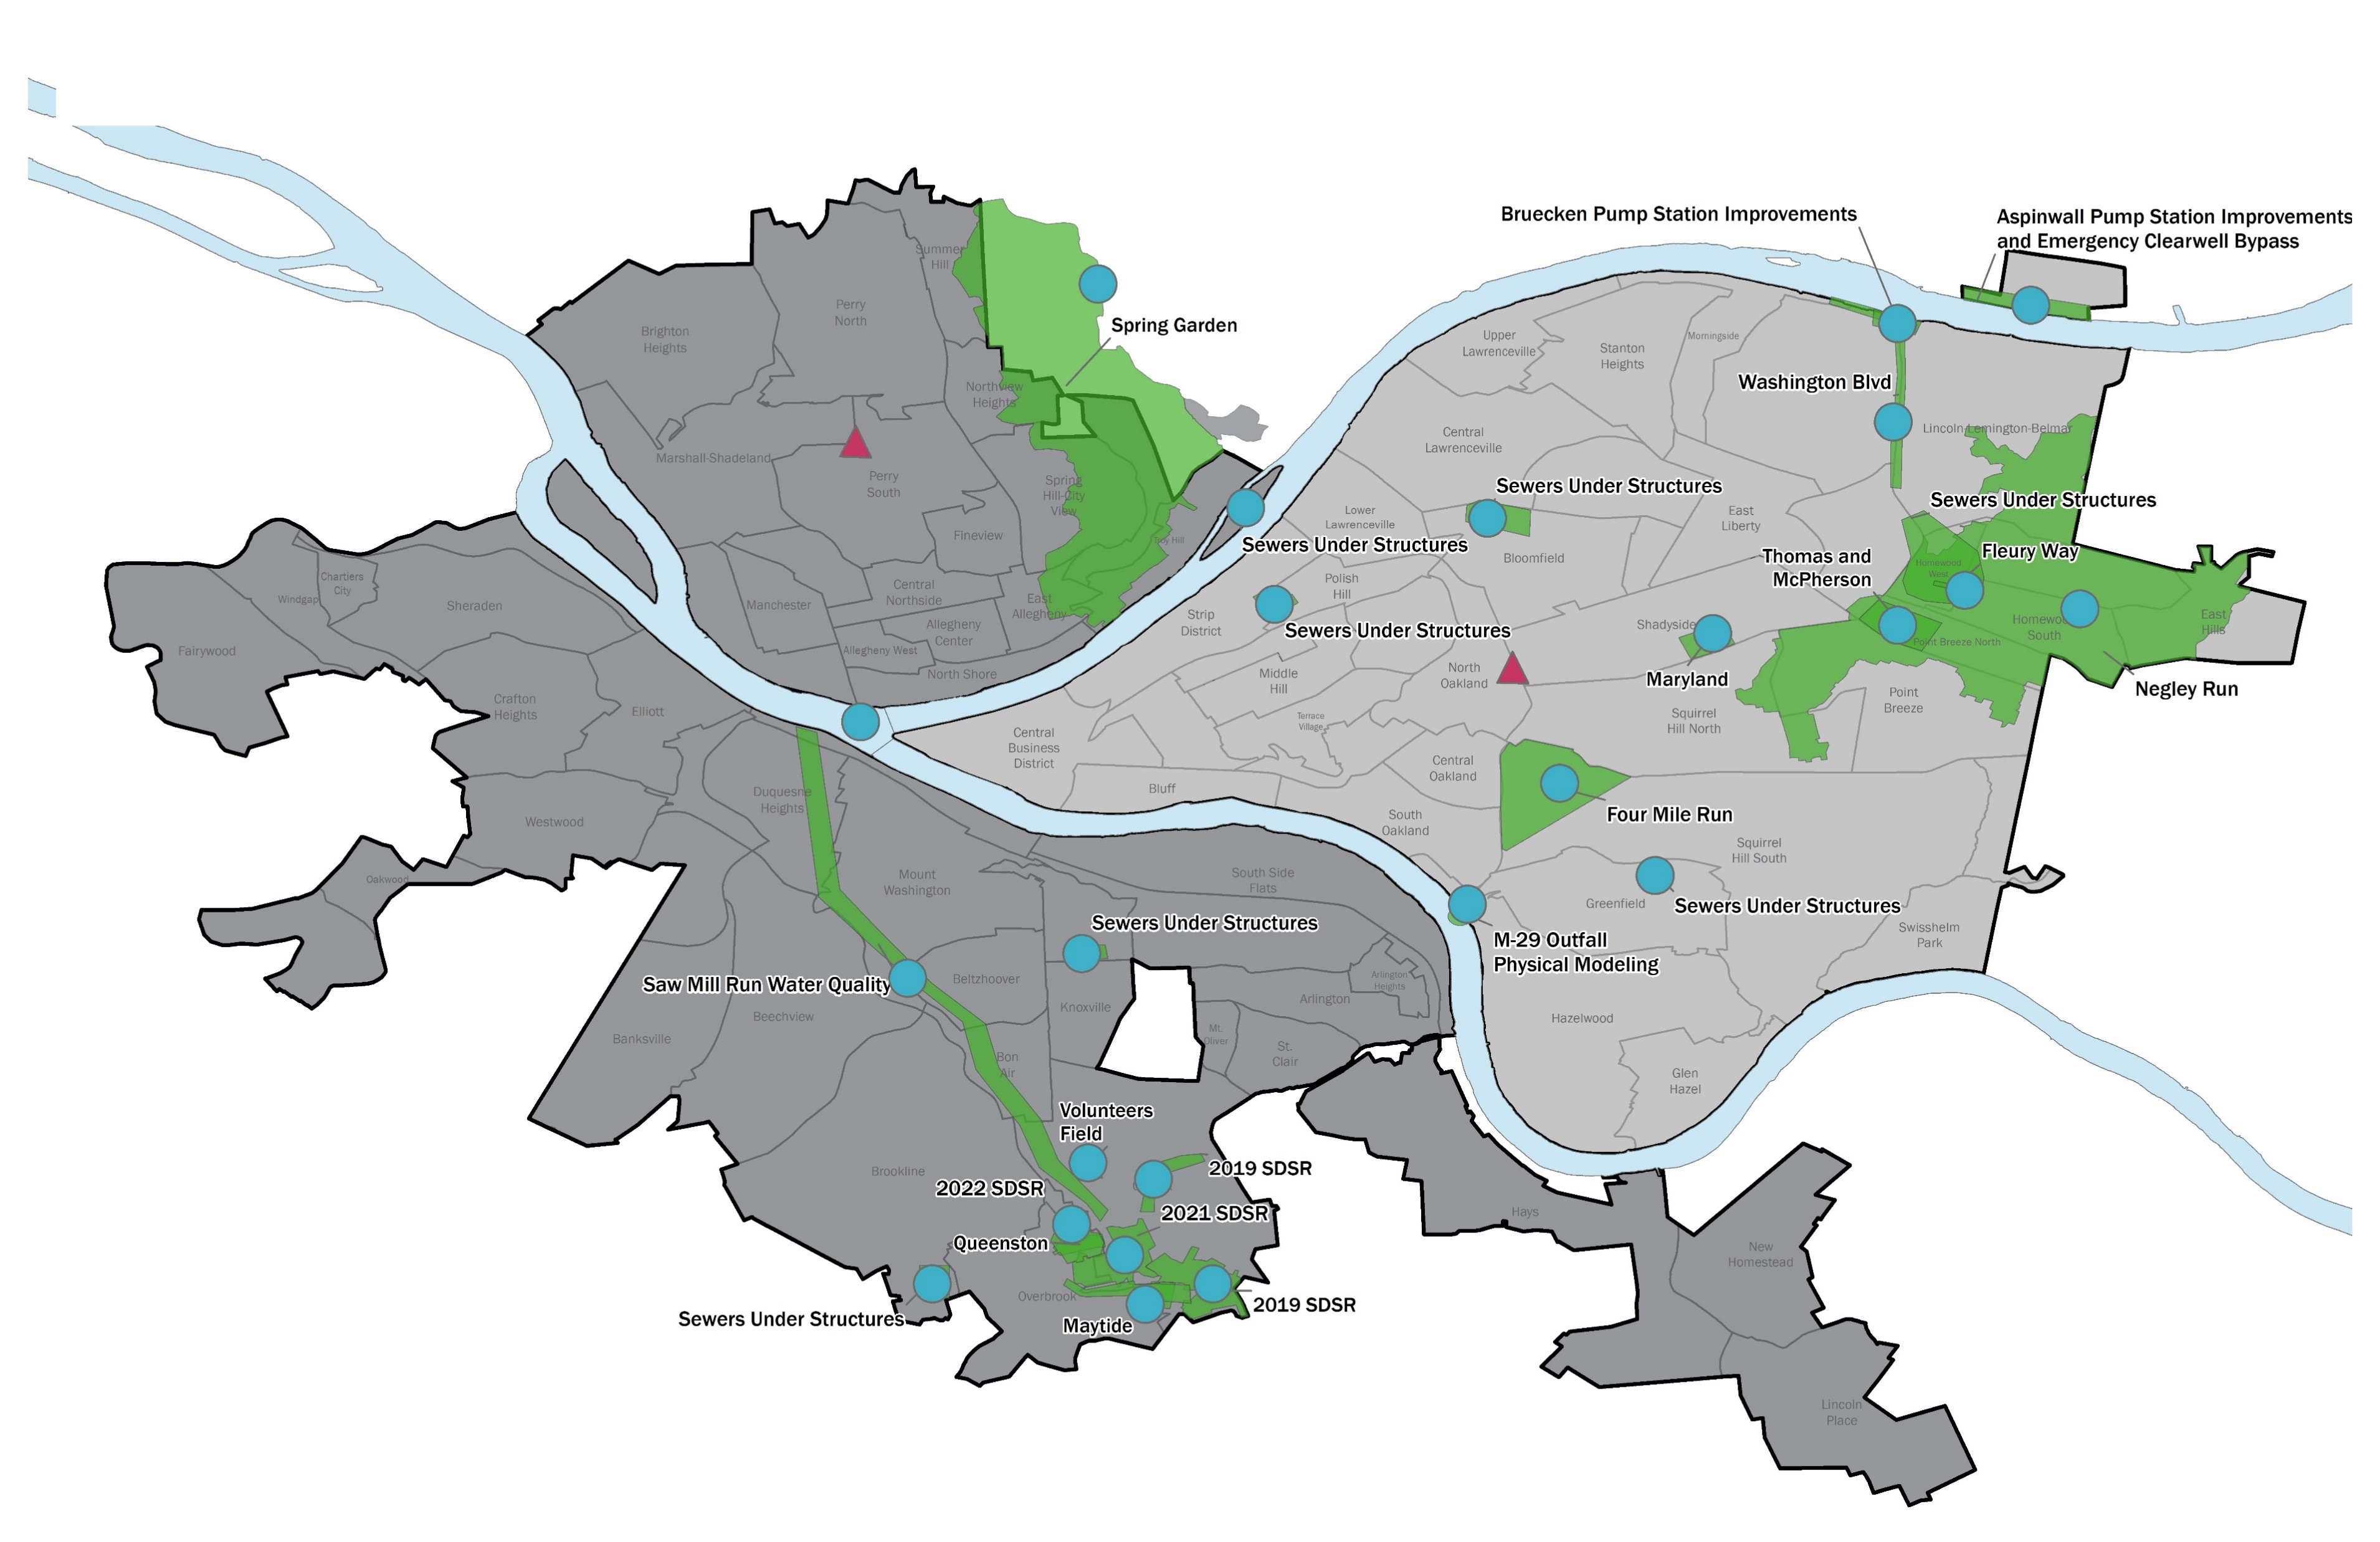 Bruecken Pump Station Improvements
Aspinwall Pump Station Improvements
and Emergency Clearwell Bypass
Summer
Hill
Perry
North
Brighton
Heights
Spring Garden
Upper
Lawrenceville
Stanton
Heights
Morningside
Washington Blvd
Northview
Heights
Marshall-Shadeland
Perry
South
Central
Lawrenceville
Lincoln-Lemington-Belmar
Spring
Hill-City
View
Sewers Under Structures
Sewers Under Structures
Lower
Lawrenceville
East
Liberty
Fineview
Troy Hill
Sewers Under Structures
Bloomfield
Thomas and
McPherson
Fleury Way
Homewood
West
Chartiers
City
Windgap
Sheraden
Manchester
Central
Northside
East
Allegheny
Polish
Hill
Strip
District
Sewers Under Structures
Shadyside
Homewood
South
East
Hills
Fairywood
Allegheny
Center
Allegheny West
North Shore
Point Breeze North
Middle
Hill
North
Oakland
Maryland
Negley Run
Crafton
Heights
Elliott
Terrace
Village
Squirrel
Hill North
Point
Breeze
Central
Business
District
Central
Oakland
Duquesne
Heights
Bluff
Westwood
South
Oakland
Four Mile Run
Squirrel
Hill South
Oakwood
Mount
Washington
South Side
Flats
Greenfield
Sewers Under Structures
Sewers Under Structures
Swisshelm
Park
M-29 Outfall
Physical Modeling
Saw Mill Run Water Quality
Beltzhoover
Arlington
Heights
Arlington
Knoxville
Beechview
Banksville
Hazelwood
Mt.
Oliver
St.
Clair
Bon
Air
Glen
Hazel
Volunteers
Field
Brookline
2019 SDSR
2022 SDSR
2021 SDSR
Hays
Queenston
New
Homestead
Overbrook
2019 SDSR
Sewers Under Structures
Maytide
Lincoln
Place